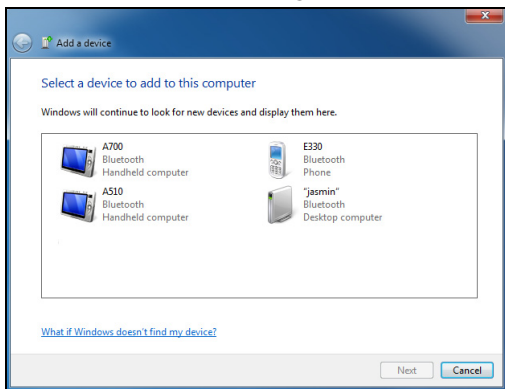 Add a device
Select a device to add to this computer
Windows will continue to look for new devices and display them here.
A700
Bluetooth
Handheld computer
E330
Bluetooth
Phone
A510
Bluetooth
Handheld computer
"jasmin"
Bluetooth
Desktop computer
What if Windows doesn't find my device?
Next
Cancel